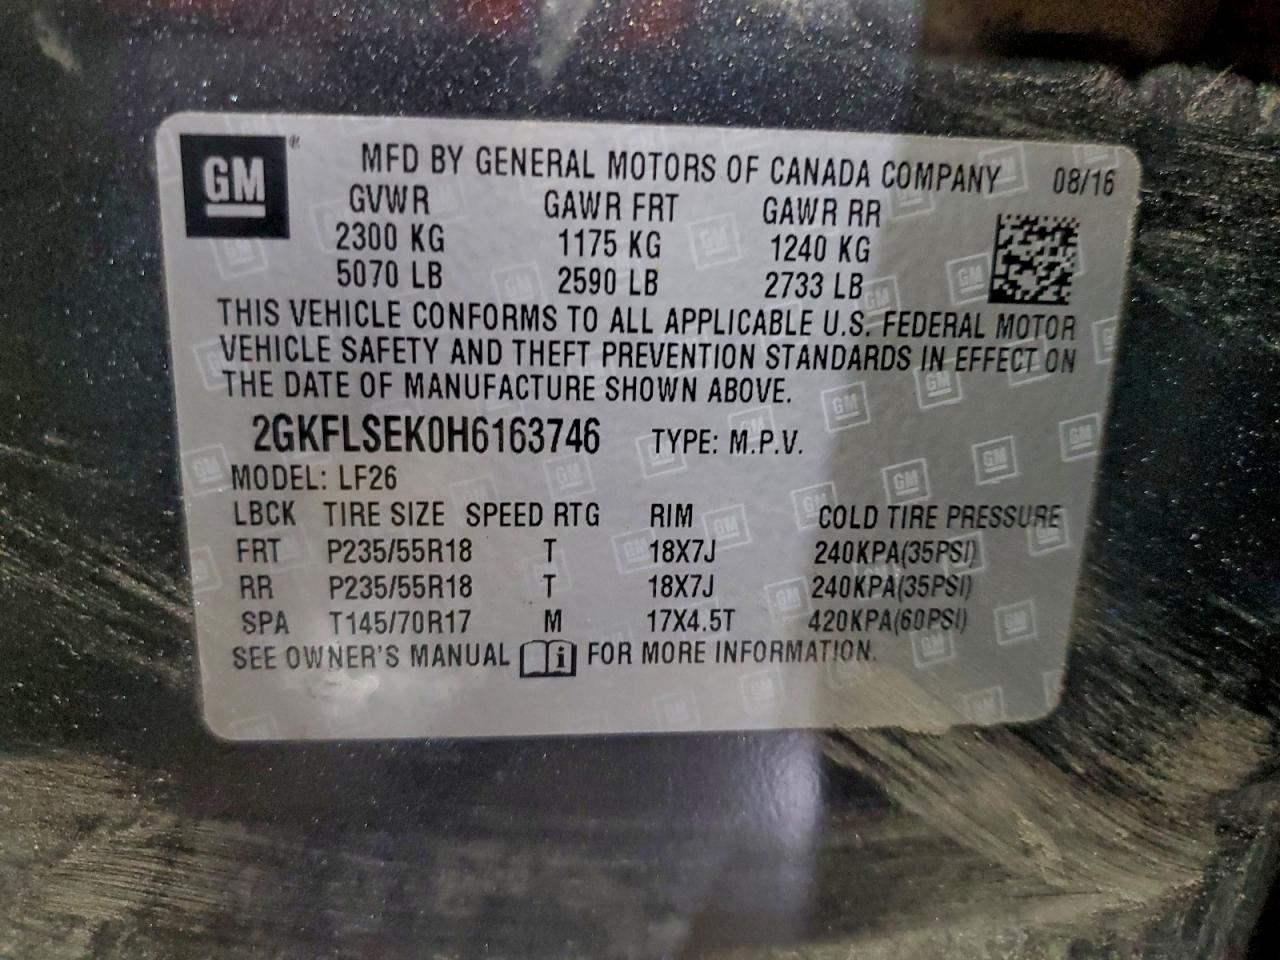 GM ®
MFD BY GENERAL MOTORS OF CANADA COMPANY 08/16
GVWR GAWR FRT GAWR RR
2300 KG 1175 KG 1240 KG
5070 LB 2590 LB 2733 LB
THIS VEHICLE CONFORMS TO ALL APPLICABLE U.S. FEDERAL MOTOR
VEHICLE SAFETY AND THEFT PREVENTION STANDARDS IN EFFECT ON
THE DATE OF MANUFACTURE SHOWN ABOVE.
2GKFLSEK0H6163746 TYPE: M.P.V.
MODEL: LF26
LBCK TIRE SIZE SPEED RTG RIM COLD TIRE PRESSURE
FRT P235/55R18 T 18X7J 240KPA(35PSI)
RR P235/55R18 T 18X7J 240KPA(35PSI)
SPA T145/70R17 M 17X4.5T 420KPA(60PSI)
SEE OWNER'S MANUAL i FOR MORE INFORMATION.